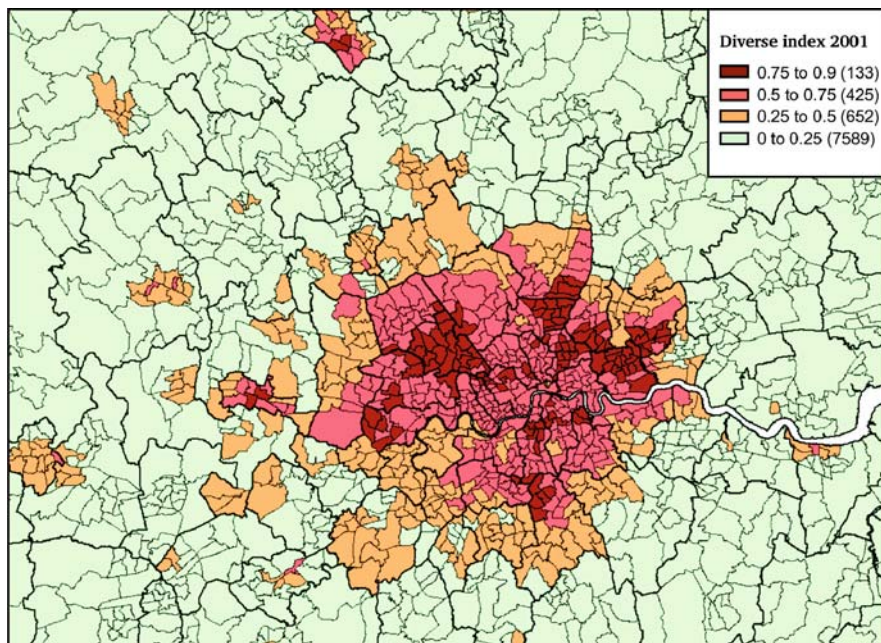 Diverse index 2001
0.75 to 0.9 (133)
0.5 to 0.75 (425)
0.25 to 0.5 (652)
0 to 0.25 (7589)